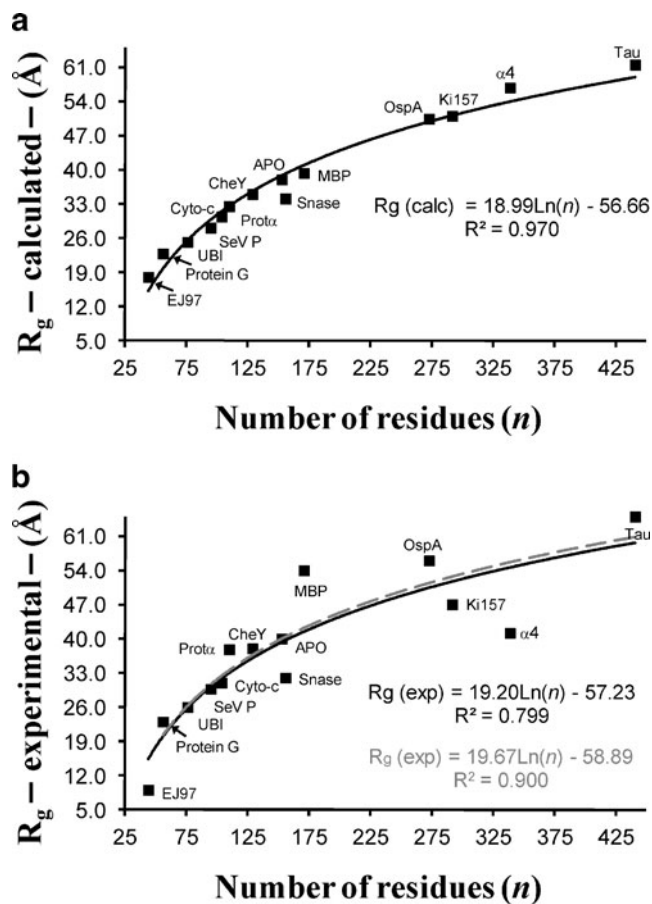 a
R_g – calculated – (Å)
61.0
54.0
47.0
40.0
33.0
26.0
19.0
12.0
5.0
Tau
α4
Ki157
OspA
APO
MBP
CheY
Snase
Cyto-c
Protα
SeV P
UBI
Protein G
EJ97
Rg (calc) = 18.99Ln(n) - 56.66
R² = 0.970
25 75 125 175 225 275 325 375 425
Number of residues (n)
b
R_g – experimental – (Å)
61.0
54.0
47.0
40.0
33.0
26.0
19.0
12.0
5.0
OspA
Tau
MBP
Ki157
α4
Protα
CheY
APO
Snase
Cyto-c
SeV P
UBI
Protein G
EJ97
Rg (exp) = 19.20Ln(n) - 57.23
R² = 0.799
Rg (exp) = 19.67Ln(n) - 58.89
R² = 0.900
25 75 125 175 225 275 325 375 425
Number of residues (n)